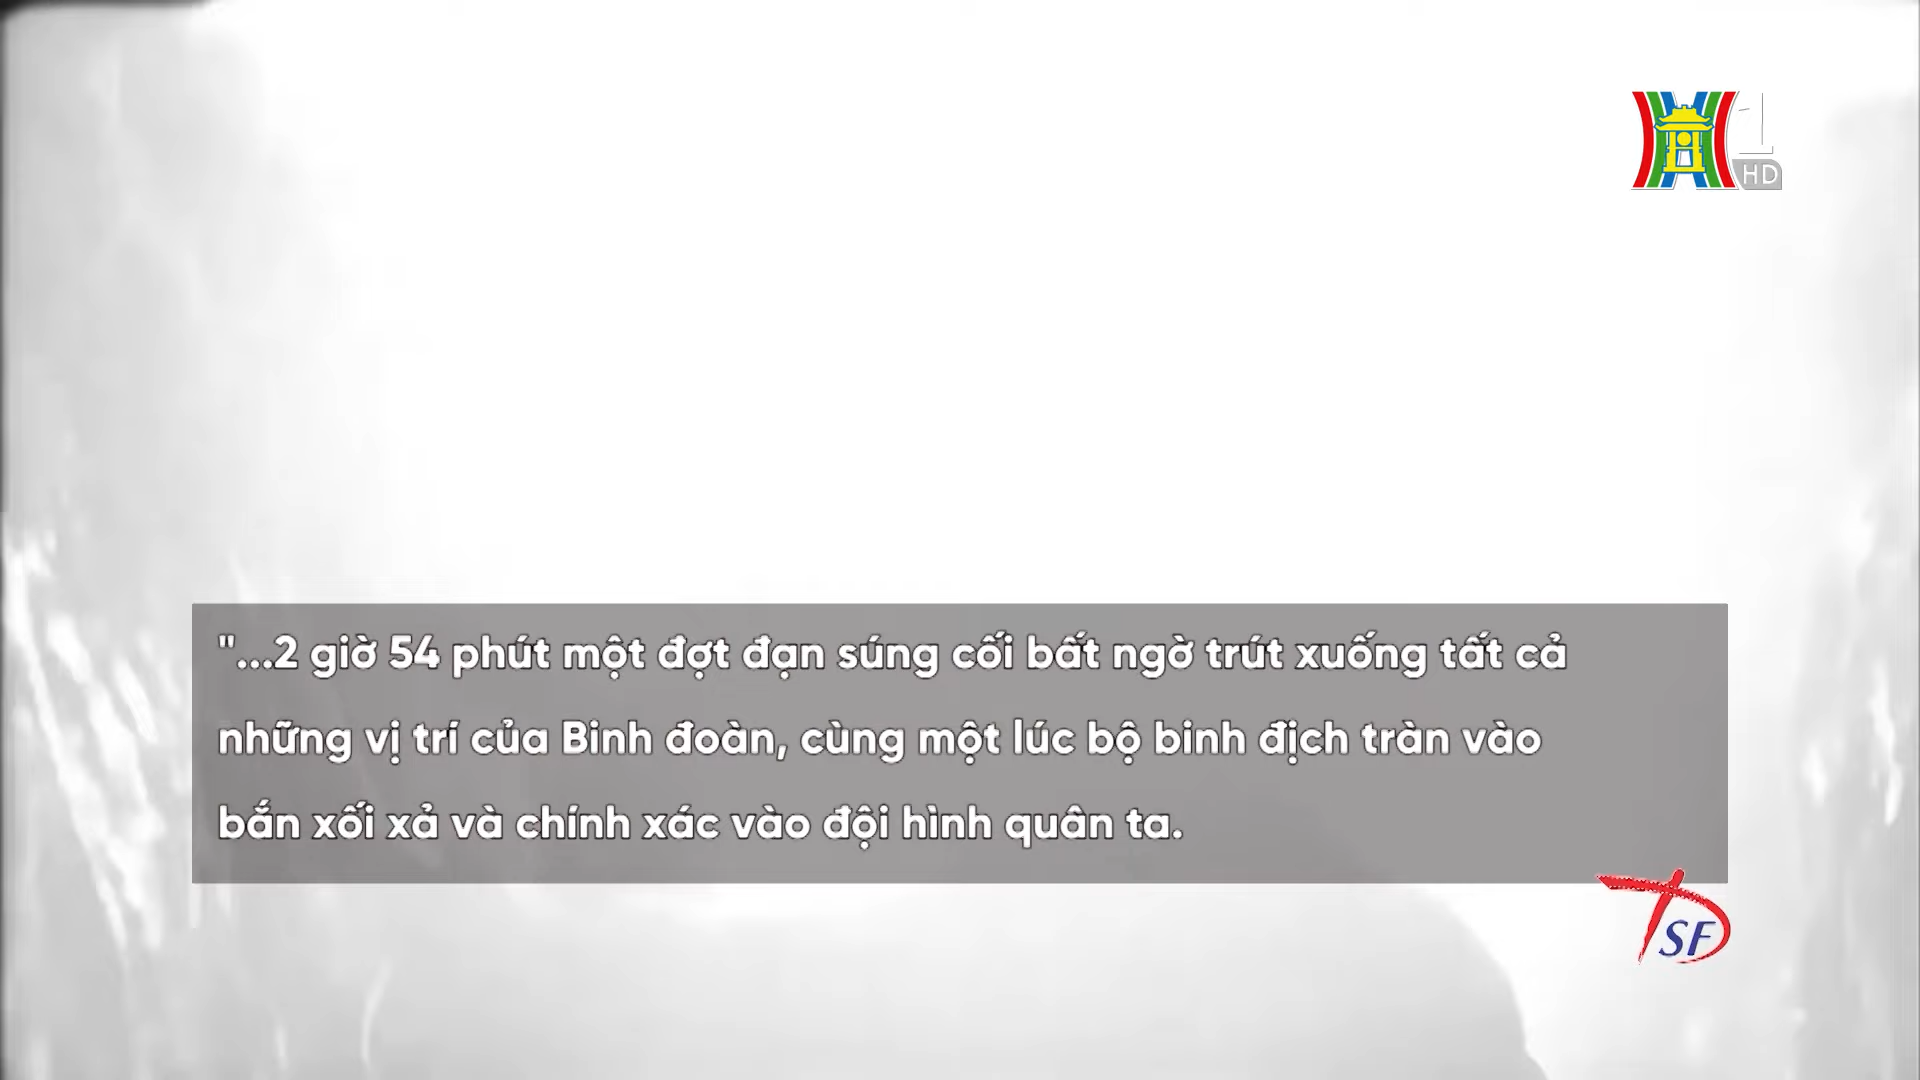 1
HD
"...2 giờ 54 phút một đợt đạn súng cối bất ngờ trút xuống tất cả
những vị trí của Binh đoàn, cùng một lúc bộ binh địch tràn vào
bắn xối xả và chính xác vào đội hình quân ta.
SF